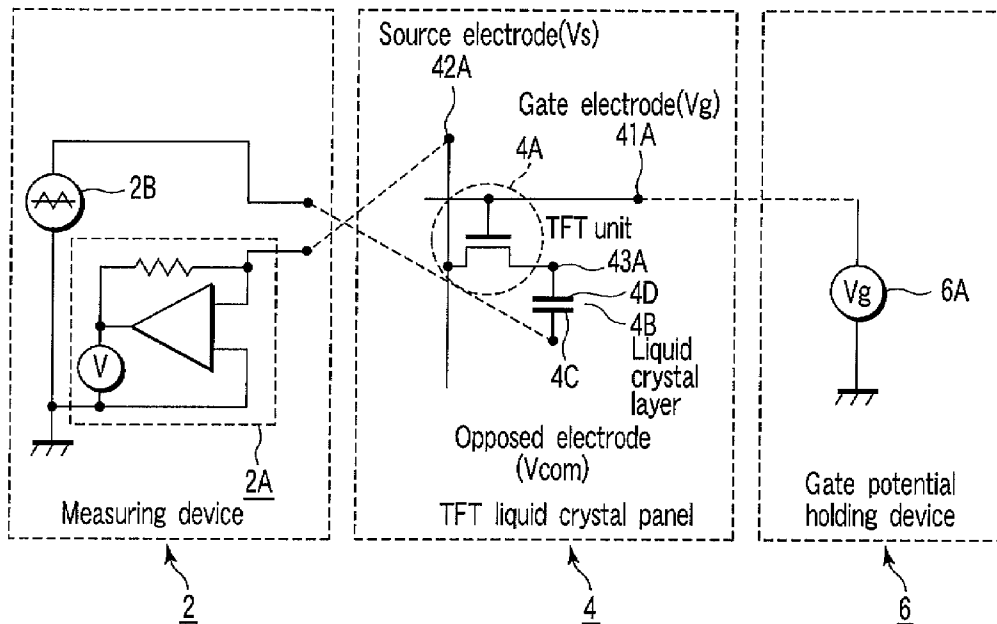 Source electrode(Vs)
42A
Gate electrode(Vg)
41A
4A
2B
TFT unit
43A
4D
4B
4C
Liquid
crystal
layer
V
Vg
6A
Opposed electrode
(Vcom)
2A
Measuring device
TFT liquid crystal panel
Gate potential
holding device
2
4
6